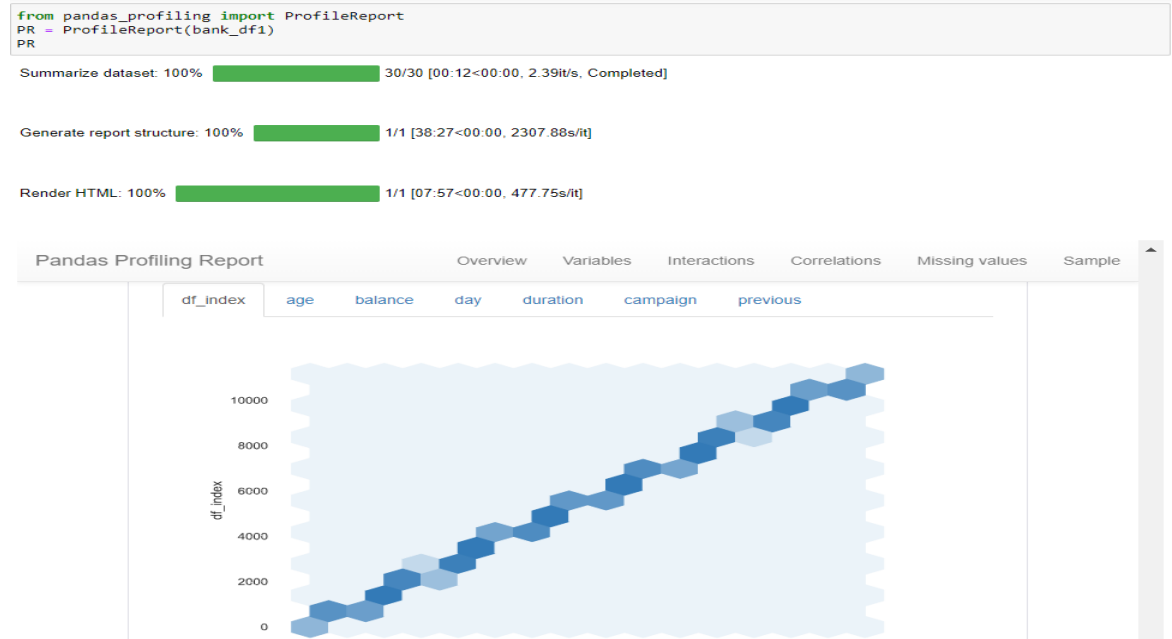 from pandas_profiling import ProfileReport
PR = ProfileReport(bank_df1)
PR
Summarize dataset: 100% 30/30 [00:12<00:00, 2.39it/s, Completed]
Generate report structure: 100% 1/1 [38:27<00:00, 2307.88s/it]
Render HTML: 100% 1/1 [07:57<00:00, 477.75s/it]
Pandas Profiling Report Overview Variables Interactions Correlations Missing values Sample
df_index age balance day duration campaign previous
10000
8000
df_index
6000
4000
2000
0